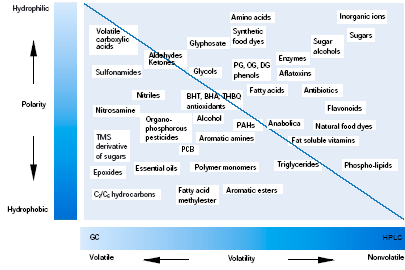 Hydrophilic
Polarity
Hydrophobic
Amino acids
Inorganic ions
Volatile
carboxylic
acids
Synthetic
food dyes
Sugars
Glyphosate
Sugar
alcohols
Aldehydes
Ketones
Enzymes
Sulfonamides
Glycols
PG, OG, DG
phenols
Aflatoxins
Nitriles
BHT, BHA, THBQ
antioxidants
Fatty acids
Antibiotics
Nitrosamine
Flavonoids
Organo-
phosphorous
pesticides
Alcohol
PAHs
Anabolica
Natural food dyes
TMS
derivative
of sugars
Aromatic amines
Fat soluble vitamins
PCB
Epoxides
Essential oils
Polymer monomers
Triglycerides
Phospho-lipids
C2/C6 hydrocarbons
Fatty acid
methylester
Aromatic esters
GC
HPLC
Volatile
Volatility
Nonvolatile